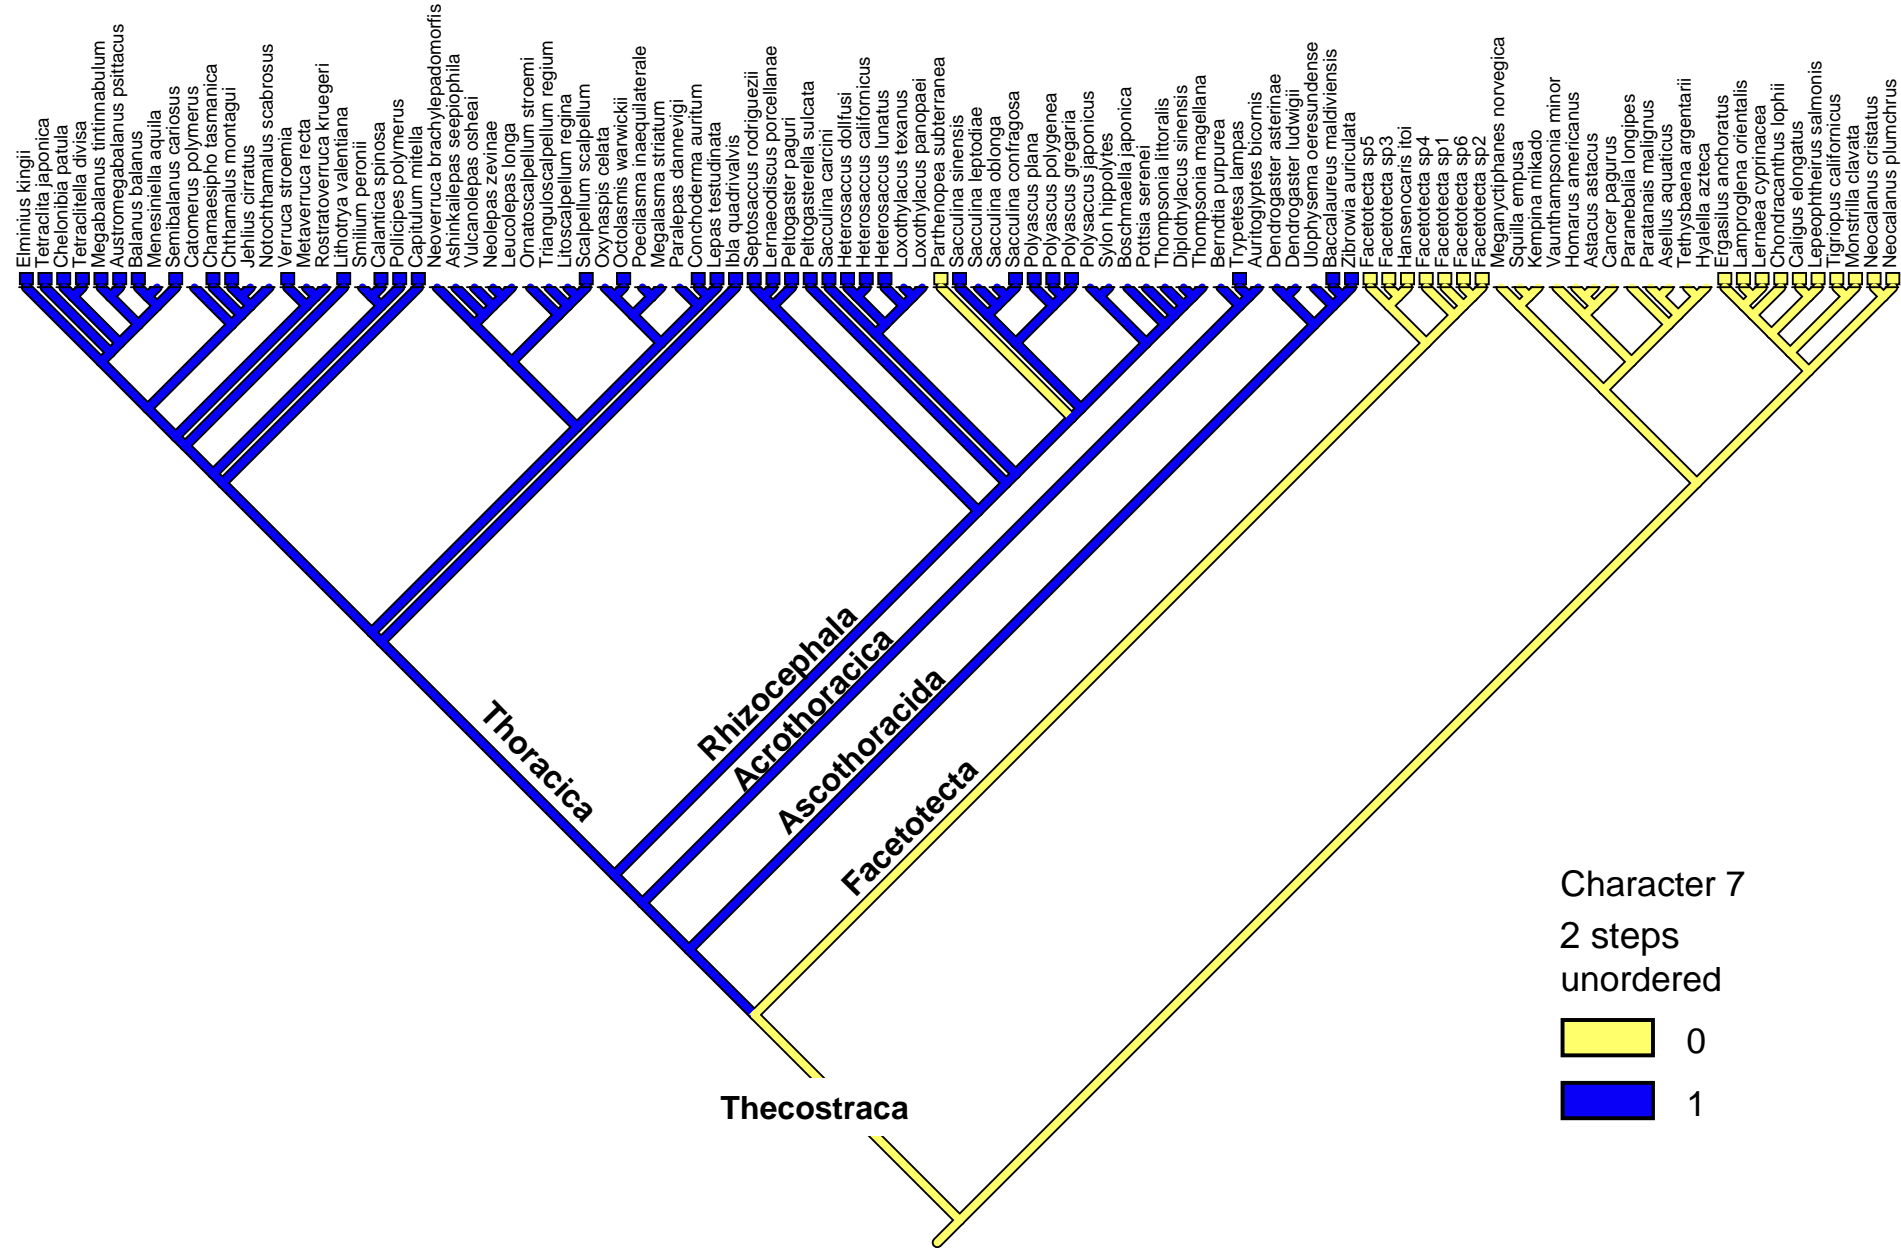 Elminius kingii
Tetraclita japonica
Chelonibia patula
Tetraclitella divisa
Megabalanus tintinnabulum
Austromegabalanus psittacus
Balanus balanus
Menesiniella aquila
Semibalanus cariosus
Catomerus polymerus
Chamaesipho tasmanica
Chthamalus montagui
Jehlius cirratus
Notochthamalus scabrosus
Verruca stroemia
Metaverruca recta
Rostratoverruca kruegeri
Lithotrya valentiana
Smilium peronii
Calantica spinosa
Pollicipes polymerus
Capitulum mitella
Neoverruca brachylepadomorfis
Ashinkailepas seepiophila
Vulcanolepas osheai
Neolepas zevinae
Leucolepas longa
Ornatoscalpellum stroemi
Trianguloscalpellum regium
Litoscalpellum regina
Scalpellum scalpellum
Oxynaspis celata
Octolasmis warwickii
Poecilasma inaequilaterale
Megalasma striatum
Paralepas dannevigi
Conchoderma auritum
Lepas testudinata
Ibla quadrivalvis
Septosaccus rodriguezii
Lernaeodiscus porcellanae
Peltogaster paguri
Peltogasterella sulcata
Sacculina carcini
Heterosaccus dollfusi
Heterosaccus californicus
Heterosaccus lunatus
Loxothylacus texanus
Loxothylacus panopaei
Parthenopea subterranea
Sacculina sinensis
Sacculina leptodiae
Sacculina oblonga
Sacculina confragosa
Polyascus plana
Polyascus polygenea
Polyascus gregaria
Polysaccus japonicus
Sylon hippolytes
Boschmaella japonica
Pottsia serenei
Thompsonia littoralis
Diplothylacus sinensis
Thompsonia magellana
Berndtia purpurea
Trypetesa lampas
Auritoglyptes bicornis
Dendrogaster asterinae
Dendrogaster ludwigii
Ulophysema oeresundense
Baccalaureus maldiviensis
Zibrowia auriculata
Facetotecta sp5
Facetotecta sp3
Hansenocaris itoi
Facetotecta sp4
Facetotecta sp1
Facetotecta sp6
Facetotecta sp2
Meganyctiphanes norvegica
Squilla empusa
Kempina mikado
Vaunthampsonia minor
Homarus americanus
Astacus astacus
Cancer pagurus
Paranebalia longipes
Paratanais malignus
Asellus aquaticus
Tethysbaena argentarii
Hyalella azteca
Ergasilus anchoratus
Lamproglena orientalis
Lernaea cyprinacea
Chondracanthus lophii
Caligus elongatus
Lepeophtheirus salmonis
Tigriopus californicus
Monstrilla clavata
Neocalanus cristatus
Neocalanus plumchrus
Thoracica
Rhizocephala
Acrothoracica
Ascothoracida
Facetotecta
Thecostraca
Character 7
2 steps
unordered
0
1